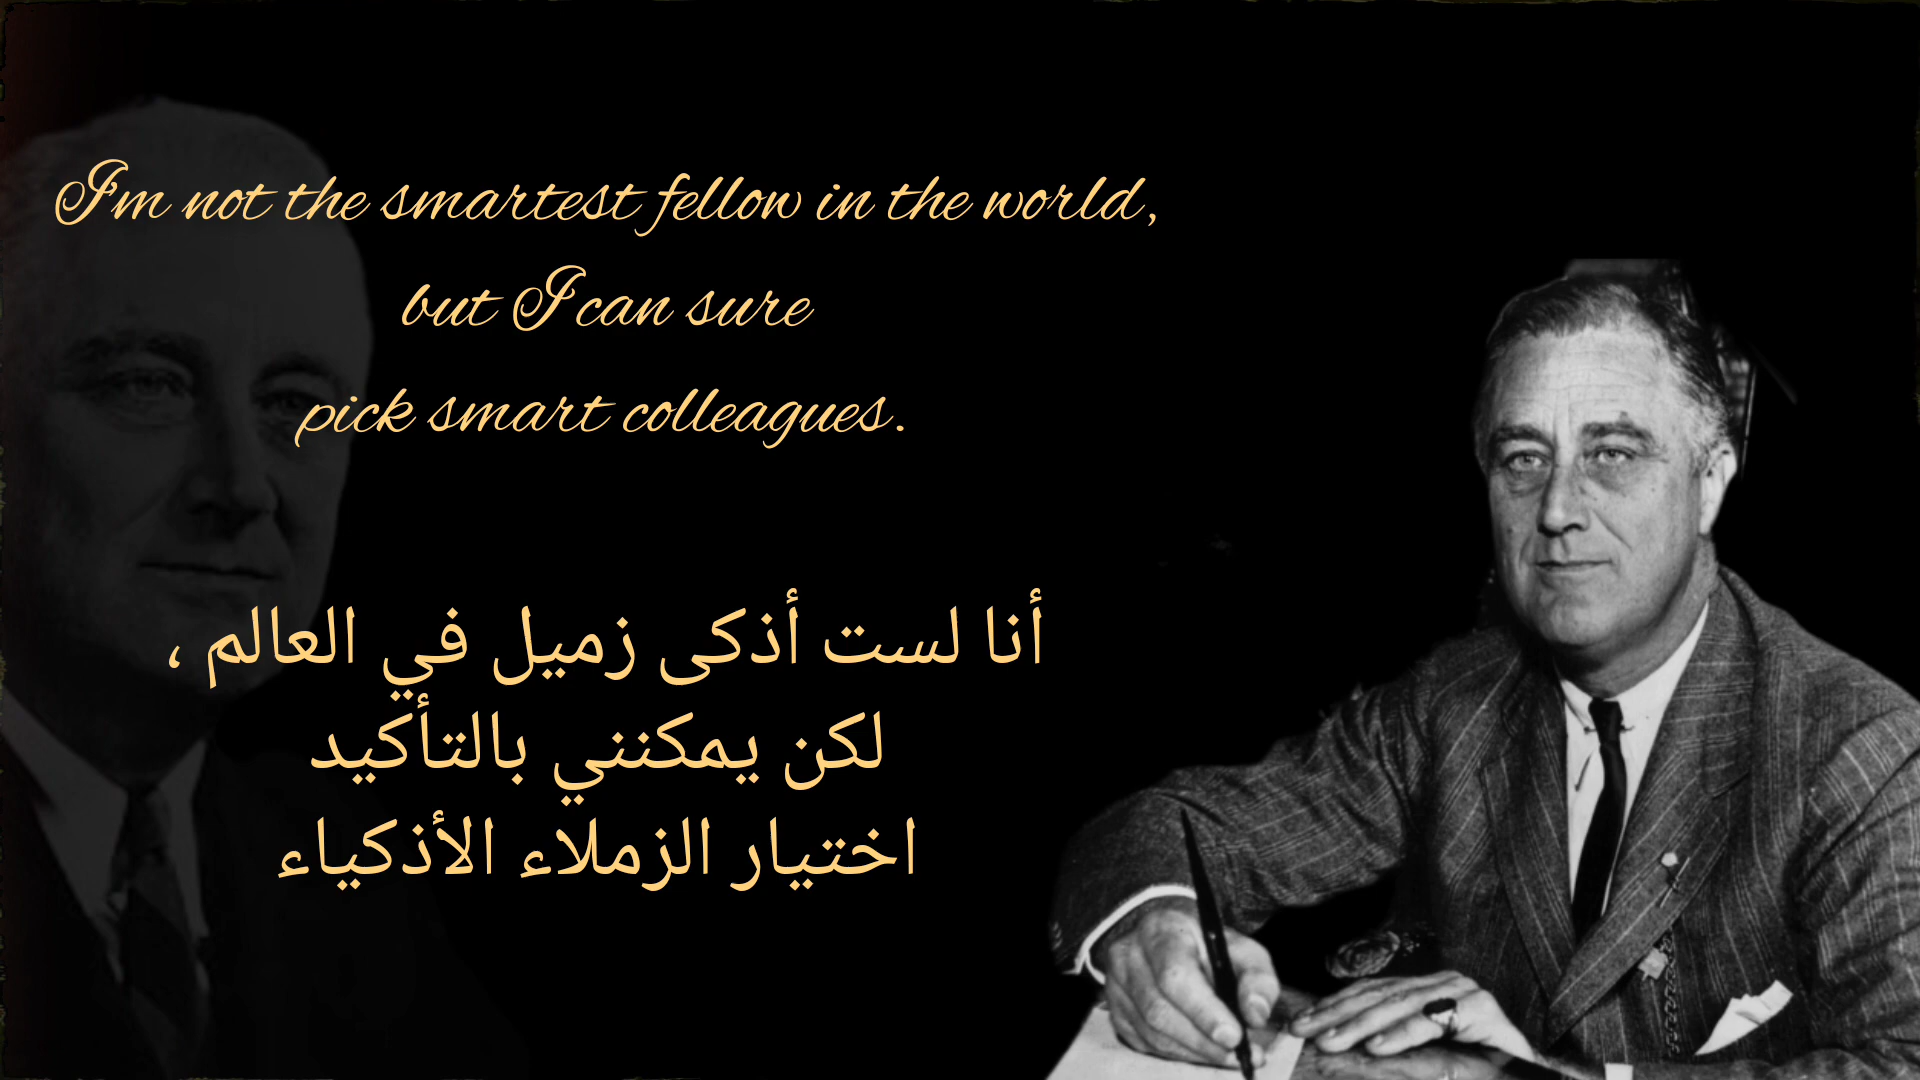 I'm not the smartest fellow in the world,
but I can sure
pick smart colleagues.
أنا لست أذكى زميل في العالم ،
لكن يمكنني بالتأكيد
اختيار الزملاء الأذكياء